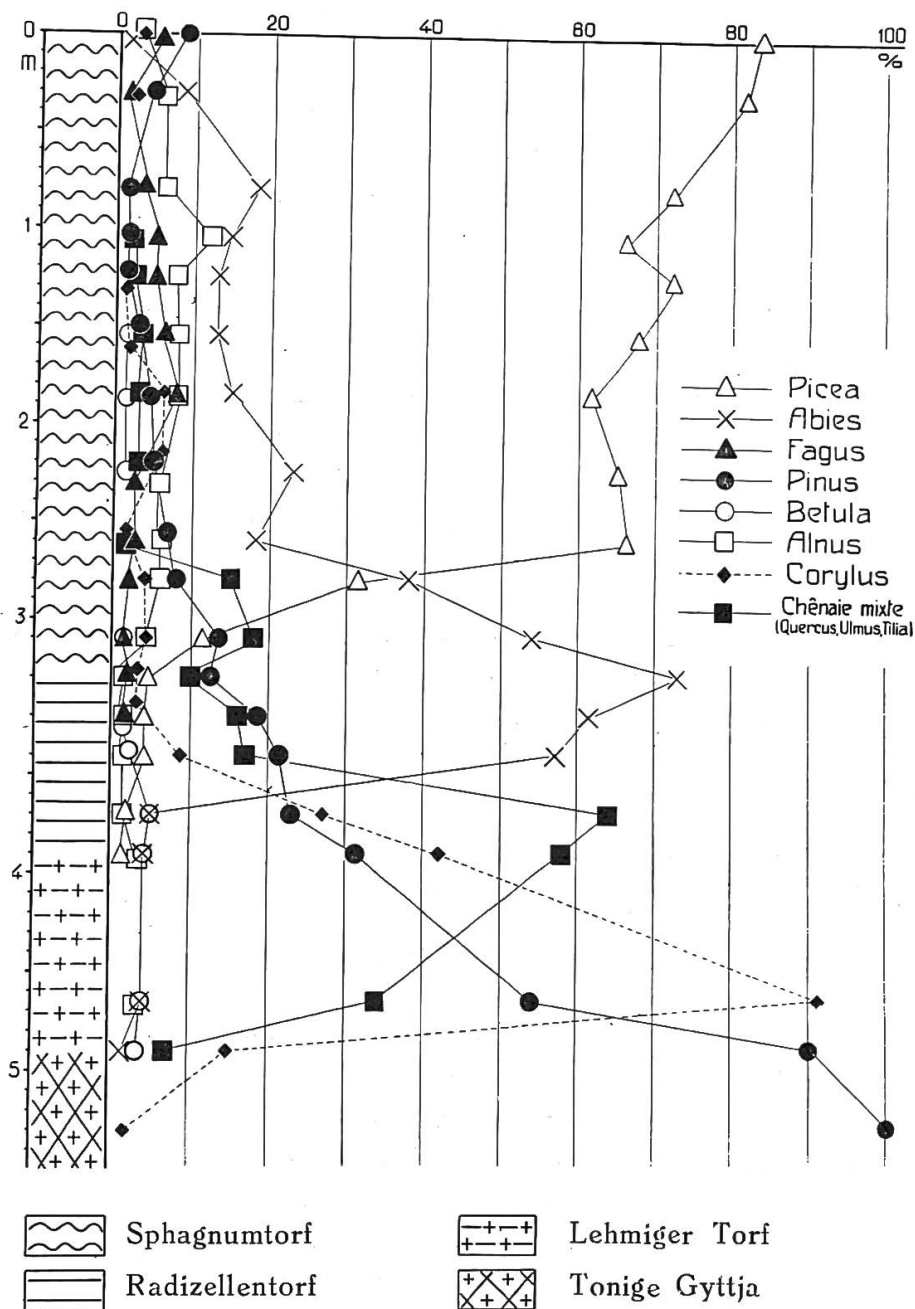 0 20 40 60 80 100
%
0
m
1
2
3
4
5
Picea
Abies
Fagus
Pinus
Betula
Alnus
Corylus
Chênaie mixte
(Quercus, Ulmus, Tilia)
Sphagnumtorf
Radizellentorf
Lehmiger Torf
Tonige Gyttja